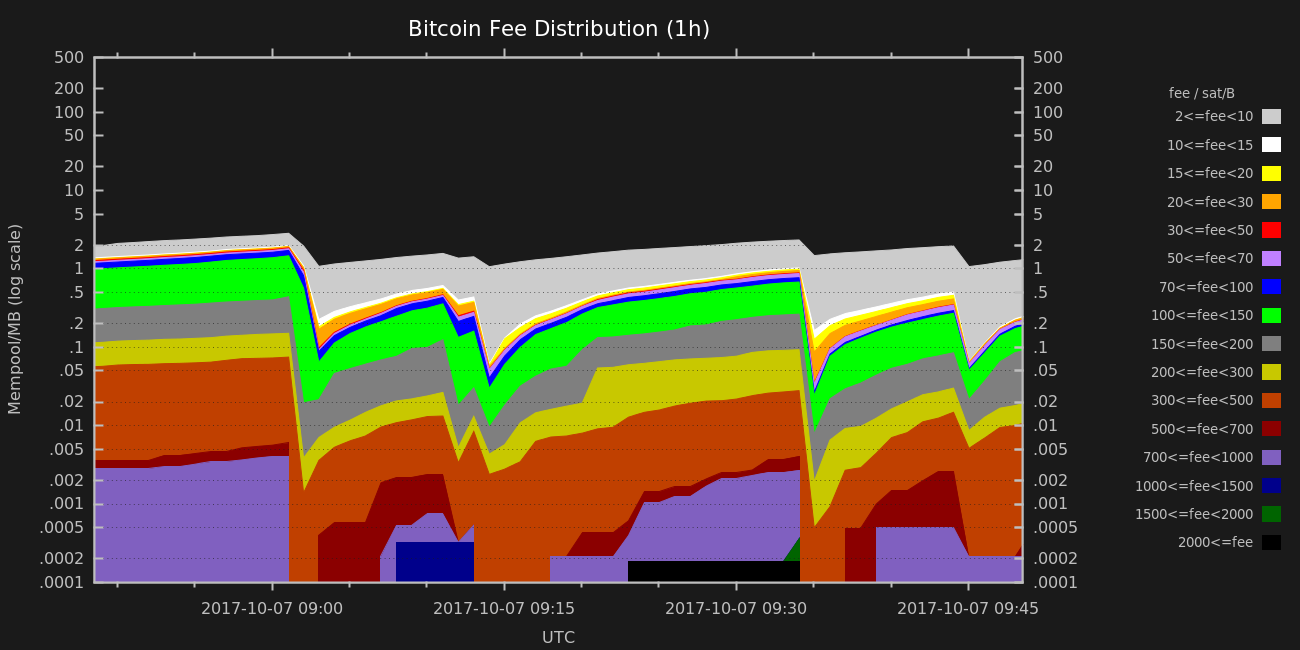 Bitcoin Fee Distribution (1h)
Mempool/MB (log scale)
500
200
100
50
20
10
5
2
1
.5
.2
.1
.05
.02
.01
.005
.002
.001
.0005
.0002
.0001
500
200
100
50
20
10
5
2
1
.5
.2
.1
.05
.02
.01
.005
.002
.001
.0005
.0002
.0001
2017-10-07 09:00
2017-10-07 09:15
2017-10-07 09:30
2017-10-07 09:45
UTC
fee / sat/B
2<=fee<10
10<=fee<15
15<=fee<20
20<=fee<30
30<=fee<50
50<=fee<70
70<=fee<100
100<=fee<150
150<=fee<200
200<=fee<300
300<=fee<500
500<=fee<700
700<=fee<1000
1000<=fee<1500
1500<=fee<2000
2000<=fee